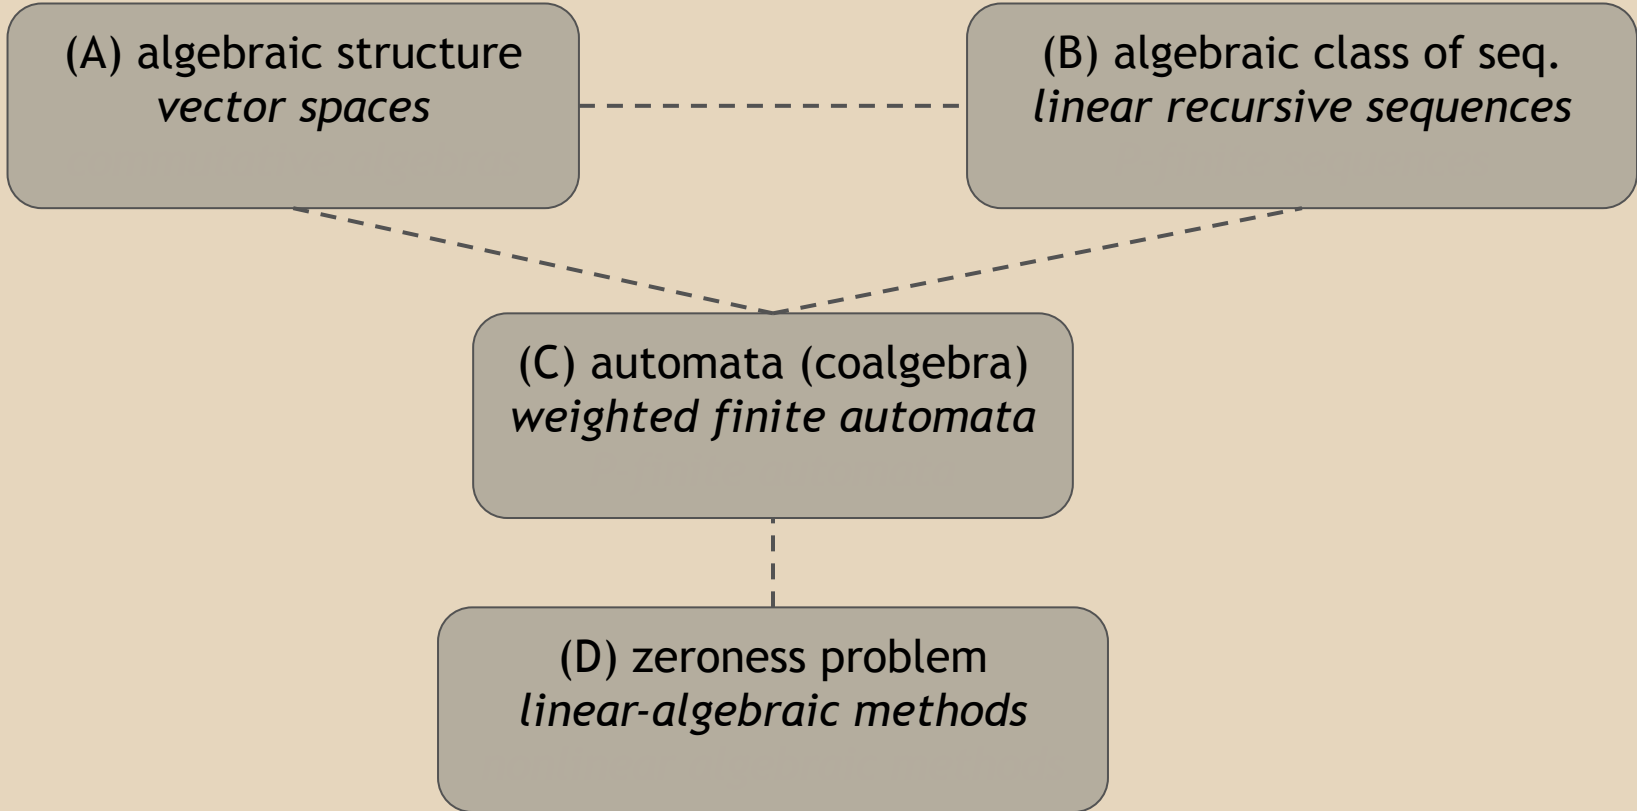 (A) algebraic structure
vector spaces
(B) algebraic class of seq.
linear recursive sequences
(C) automata (coalgebra)
weighted finite automata
(D) zeroness problem
linear-algebraic methods